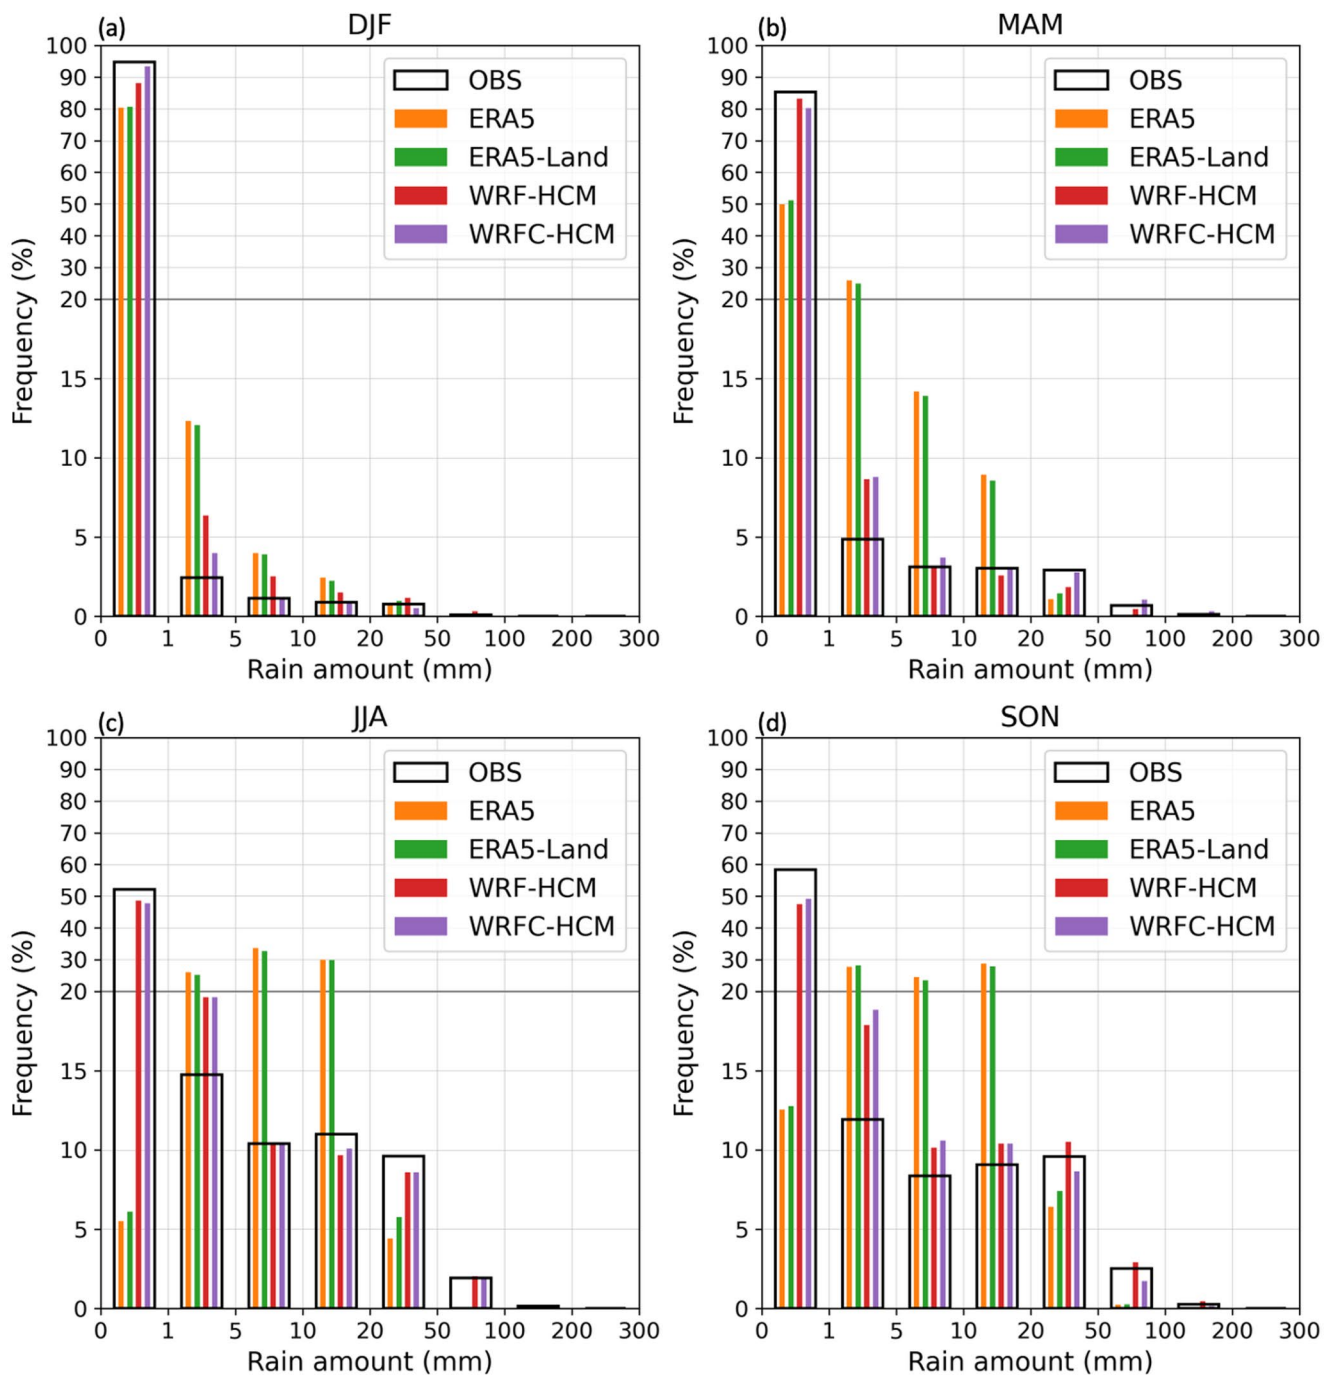 (a) DJF
100
90
80
70
60
50
40
30
20
15
10
5
0
Frequency (%)
OBS
ERA5
ERA5-Land
WRF-HCM
WRFC-HCM
0 1 5 10 20 50 100 200 300
Rain amount (mm)
(b) MAM
100
90
80
70
60
50
40
30
20
15
10
5
0
Frequency (%)
OBS
ERA5
ERA5-Land
WRF-HCM
WRFC-HCM
0 1 5 10 20 50 100 200 300
Rain amount (mm)
(c) JJA
100
90
80
70
60
50
40
30
20
15
10
5
0
Frequency (%)
OBS
ERA5
ERA5-Land
WRF-HCM
WRFC-HCM
0 1 5 10 20 50 100 200 300
Rain amount (mm)
(d) SON
100
90
80
70
60
50
40
30
20
15
10
5
0
Frequency (%)
OBS
ERA5
ERA5-Land
WRF-HCM
WRFC-HCM
0 1 5 10 20 50 100 200 300
Rain amount (mm)